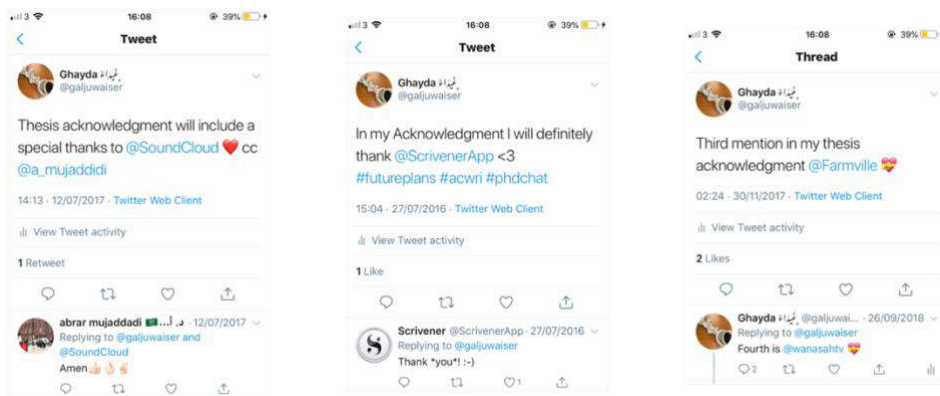 3 16:08 39%
Tweet
Ghayda غيداء
@galjuwaiser
Thesis acknowledgment will include a
special thanks to @SoundCloud ❤️ cc
@a_mujaddidi
14:13 · 12/07/2017 · Twitter Web Client
View Tweet activity
1 Retweet
abrar mujaddidi 🇸🇦 د. أ... · 12/07/2017
Replying to @galjuwaiser and
@SoundCloud
Amen👍🏻👌🏻✌🏻
3 16:08 39%
Tweet
Ghayda غيداء
@galjuwaiser
In my Acknowledgment I will definitely
thank @ScrivenerApp <3
#futureplans #acwri #phdchat
15:04 · 27/07/2016 · Twitter Web Client
View Tweet activity
1 Like
Scrivener @ScrivenerApp · 27/07/2016
Replying to @galjuwaiser
Thank *you*! :-)
1
3 16:08 39%
Thread
Ghayda غيداء
@galjuwaiser
Third mention in my thesis
acknowledgment @Farmville 💝
02:24 · 30/11/2017 · Twitter Web Client
View Tweet activity
2 Likes
Ghayda غيداء @galjuwai... · 26/09/2018
Replying to @galjuwaiser
Fourth is @wanasahtv 💝
2